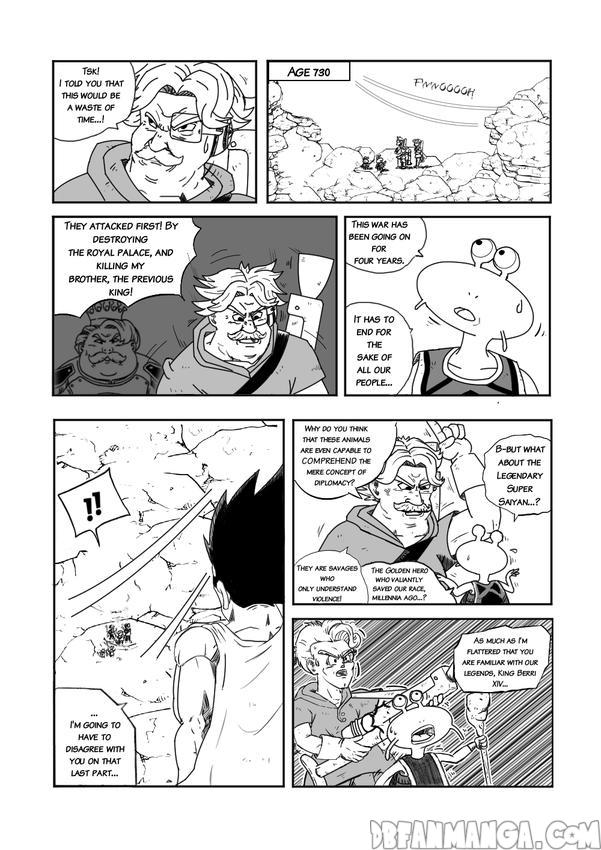 AGE 730
TSK!
I TOLD YOU THAT
THIS WOULD BE
A WASTE OF
TIME...!
THIS WAR HAS
BEEN GOING ON
FOR
FOUR YEARS.
IT HAS TO
END FOR
THE
SAKE OF
ALL OUR
PEOPLE...
THEY ATTACKED FIRST! BY
DESTROYING
THE ROYAL PALACE, AND
KILLING MY
BROTHER, THE PREVIOUS
KING!
B-BUT WHAT
ABOUT THE
LEGENDARY
SUPER
SAIYAN...?
THE GOLDEN HERO
WHO VALIANTLY
SAVED OUR RACE,
MILLENNIA AGO...?
WHY DO YOU THINK
THAT THESE ANIMALS
ARE EVEN CAPABLE TO
COMPREHEND THE
MERE CONCEPT OF
DIPLOMACY?
THEY ARE SAVAGES
WHO
ONLY UNDERSTAND
VIOLENCE!
AS MUCH AS I'M
FLATTERED THAT YOU
ARE FAMILIAR WITH OUR
LEGENDS, KING BERRI
XIV...
!!
...
I'M GOING TO
HAVE TO
DISAGREE WITH
YOU ON THAT
LAST PART...
DBFANMANGA.COM